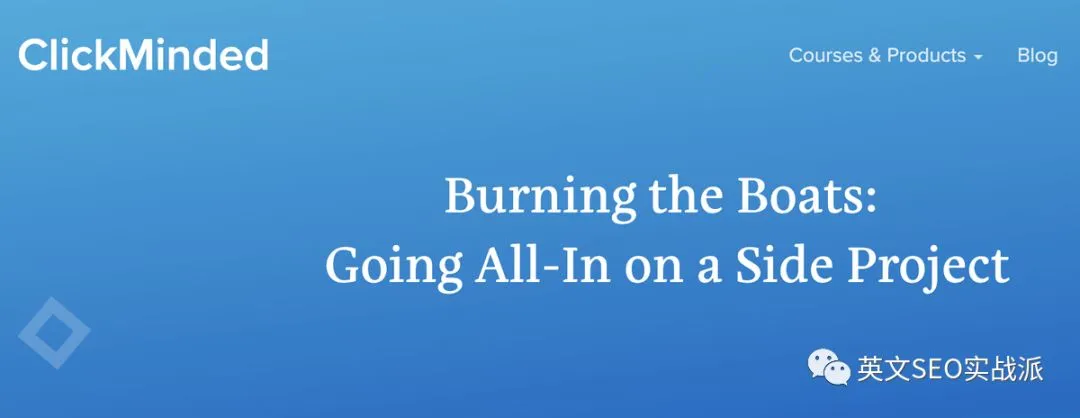 ClickMinded
Courses & Products
Blog
Burning the Boats:
Going All-In on a Side Project
英文SEO实战派